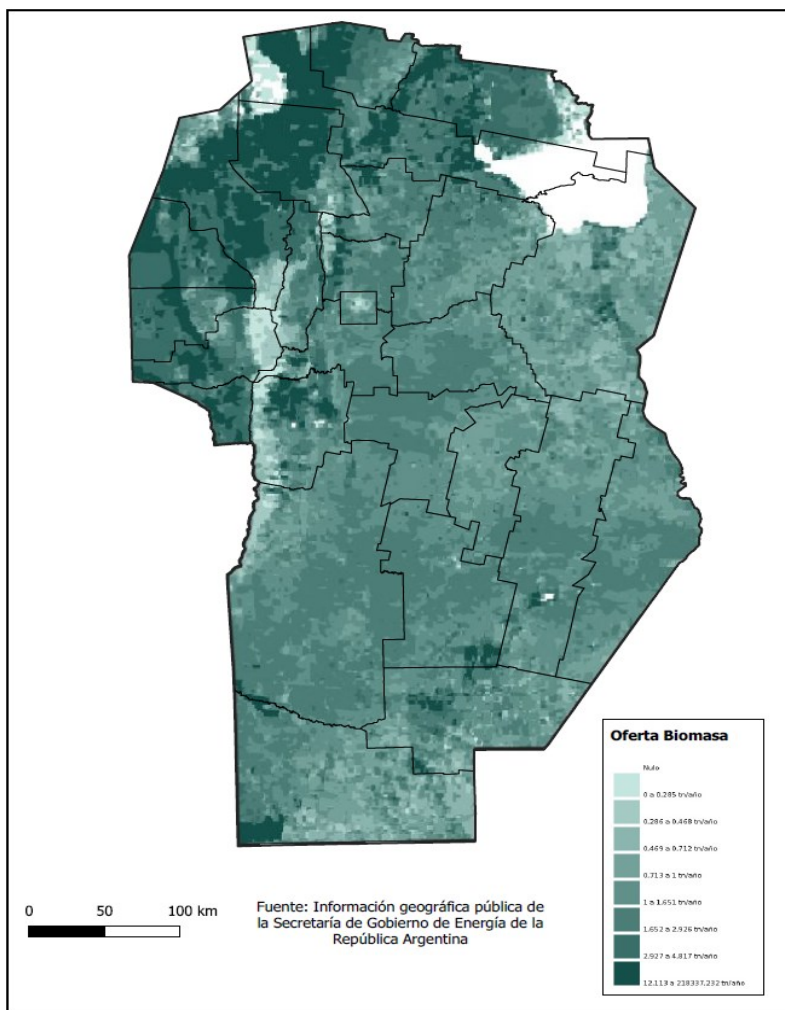 Oferta Biomasa
Nulo
0 a 0.285 tn/año
0.286 a 0.468 tn/año
0.469 a 0.712 tn/año
0.713 a 1 tn/año
1 a 1.651 tn/año
1.652 a 2.926 tn/año
2.927 a 4.817 tn/año
12.113 a 218337.232 tn/año
0 50 100 km
Fuente: Información geográfica pública de
la Secretaría de Gobierno de Energía de la
República Argentina